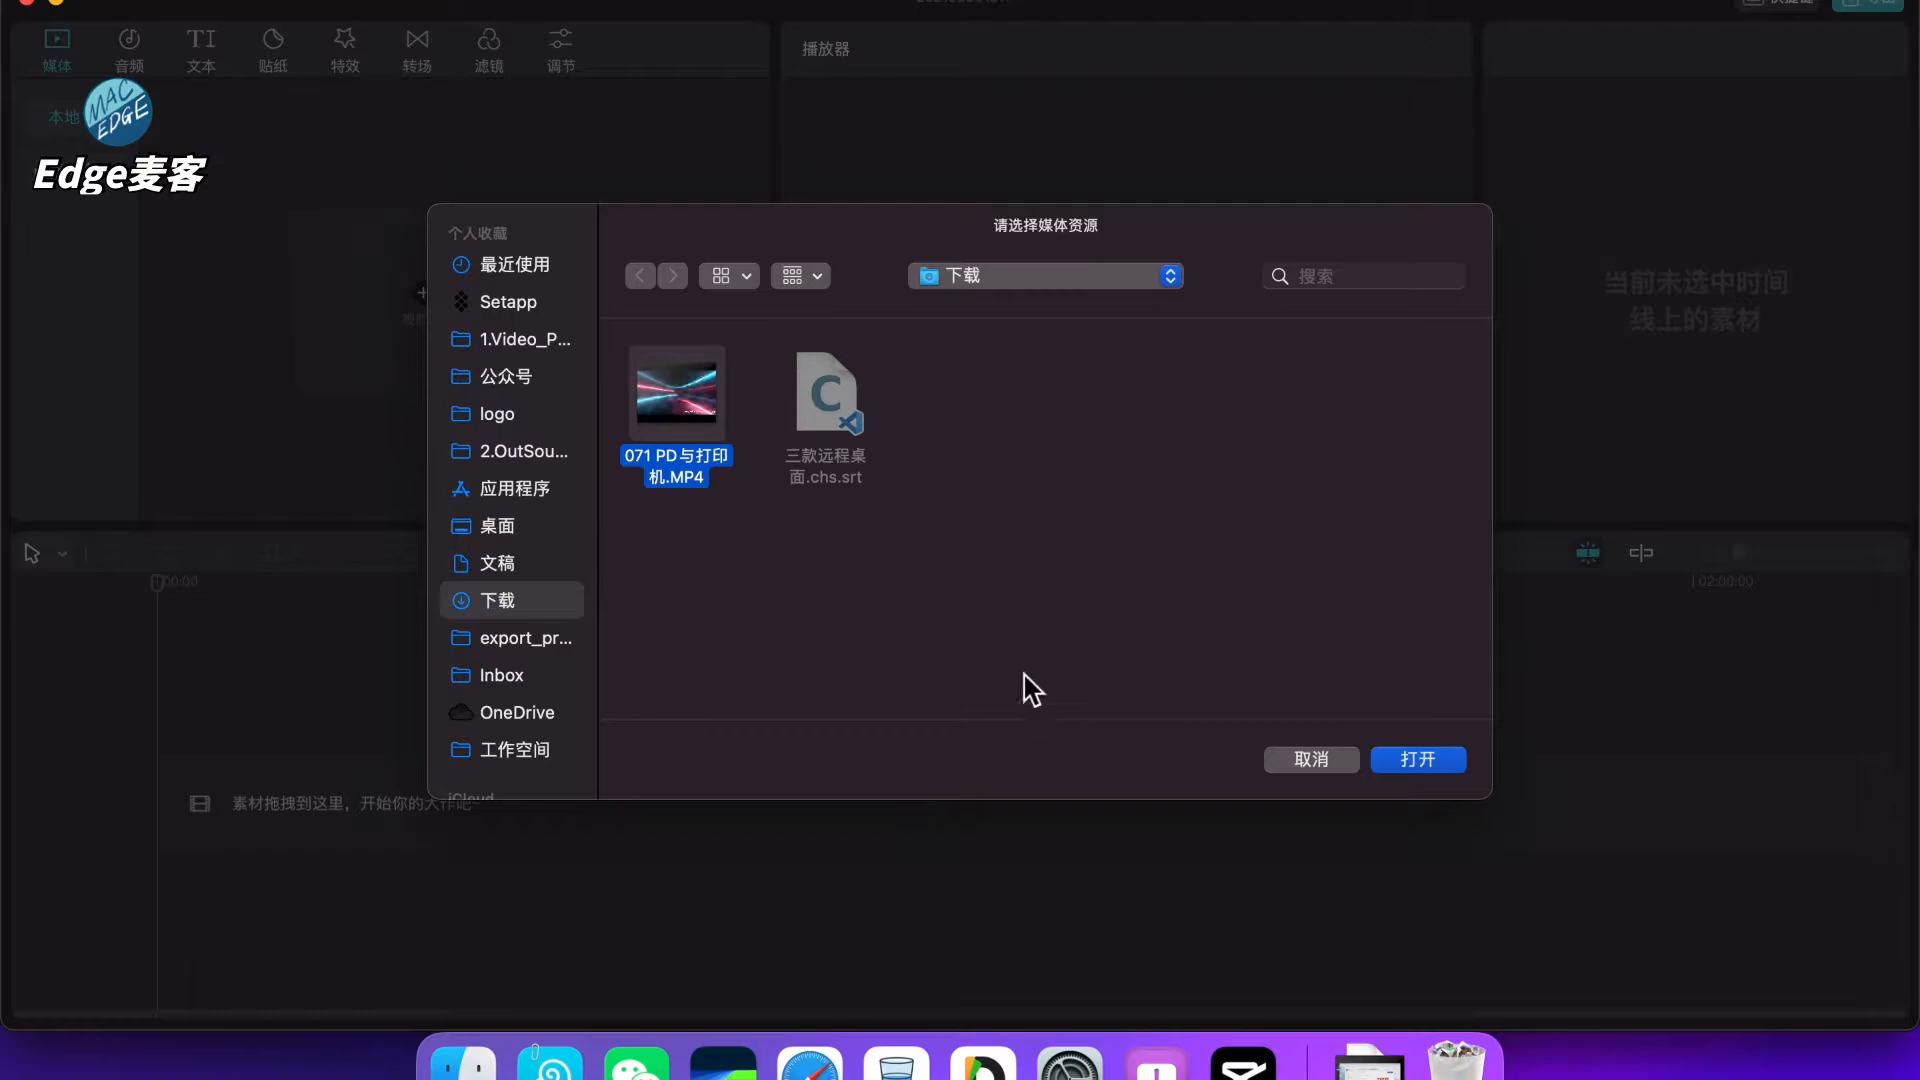 媒体
音频
文本
贴纸
特效
转场
滤镜
调节
播放器
本地
MAC
EDGE
Edge麦客
个人收藏
最近使用
Setapp
1.Video_P...
公众号
logo
2.OutSou...
应用程序
桌面
文稿
下载
export_pr...
Inbox
OneDrive
工作空间
iCloud
请选择媒体资源
下载
搜索
071 PD与打印
机.MP4
三款远程桌
面.chs.srt
取消
打开
当前未选中时间
线上的素材
00:00
02:00:00
素材拖拽到这里，开始你的大作吧~